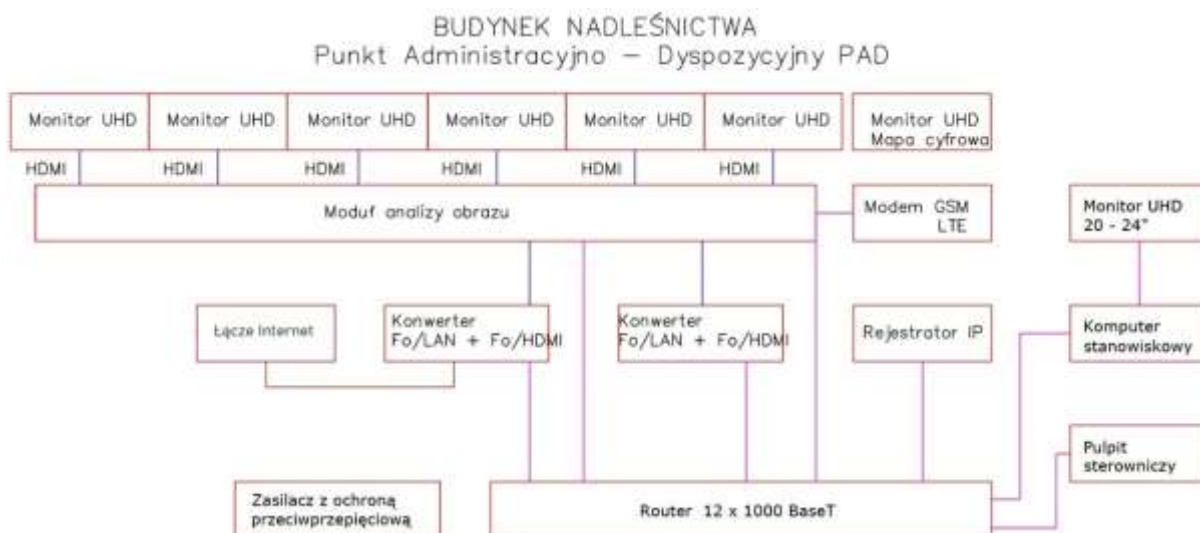 BUDYNEK NADLEŚNICTWA
Punkt Administracyjno – Dyspozycyjny PAD
Monitor UHD
Monitor UHD
Monitor UHD
Monitor UHD
Monitor UHD
Monitor UHD
Monitor UHD
Mapa cyfrowa
HDMI
HDMI
HDMI
HDMI
HDMI
HDMI
Moduł analizy obrazu
Modem GSM
LTE
Monitor UHD
20 - 24"
Łącze Internet
Konwerter
Fo/LAN + Fo/HDMI
Konwerter
Fo/LAN + Fo/HDMI
Rejestrator IP
Komputer
stanowiskowy
Pulpit
sterowniczy
Zasilacz z ochroną
przeciwprzepięciową
Router 12 x 1000 BaseT